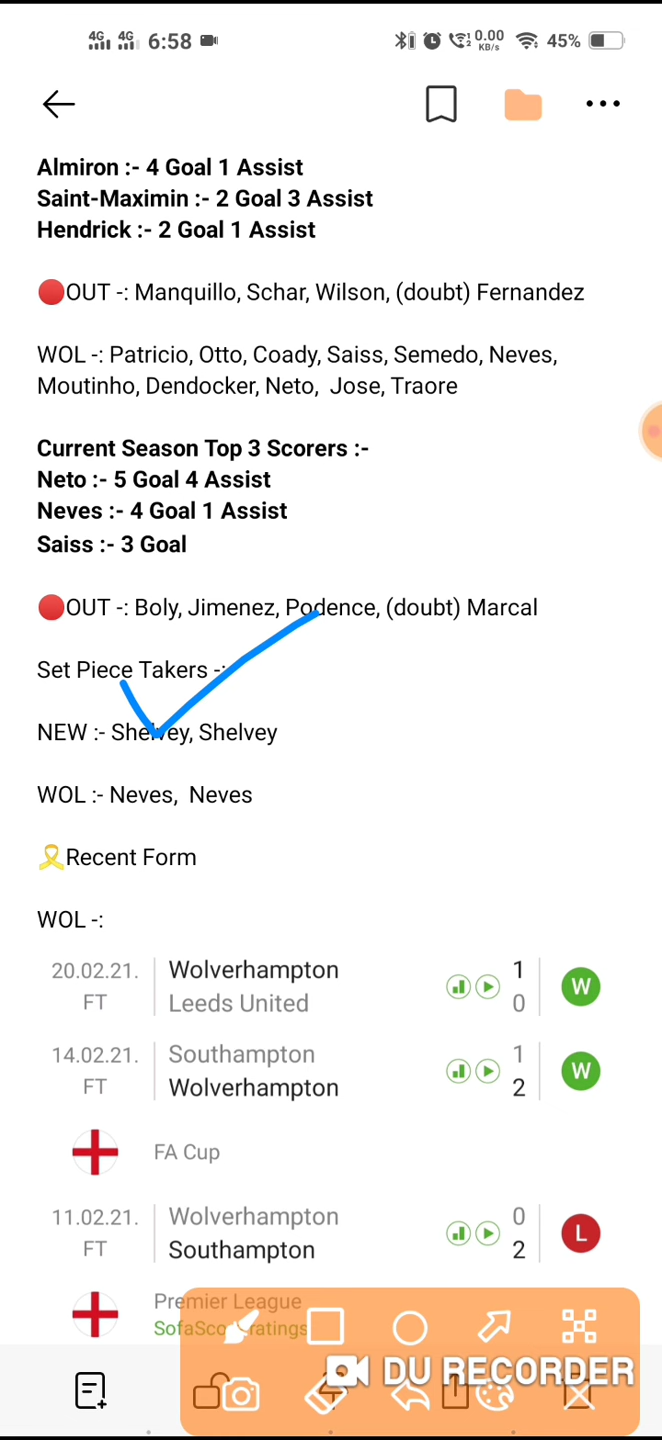 4G 4G 6:58 0.00 KB/s 45%
Almiron :- 4 Goal 1 Assist
Saint-Maximin :- 2 Goal 3 Assist
Hendrick :- 2 Goal 1 Assist
OUT -: Manquillo, Schar, Wilson, (doubt) Fernandez
WOL -: Patricio, Otto, Coady, Saiss, Semedo, Neves,
Moutinho, Dendocker, Neto, Jose, Traore
Current Season Top 3 Scorers :-
Neto :- 5 Goal 4 Assist
Neves :- 4 Goal 1 Assist
Saiss :- 3 Goal
OUT -: Boly, Jimenez, Podence, (doubt) Marcal
Set Piece Takers -:
NEW :- Shelvey, Shelvey
WOL :- Neves, Neves
Recent Form
WOL -:
20.02.21. Wolverhampton 1
FT Leeds United 0 W
14.02.21. Southampton 1
FT Wolverhampton 2 W
FA Cup
11.02.21. Wolverhampton 0
FT Southampton 2 L
Premier League
SofaScore ratings
DU RECORDER